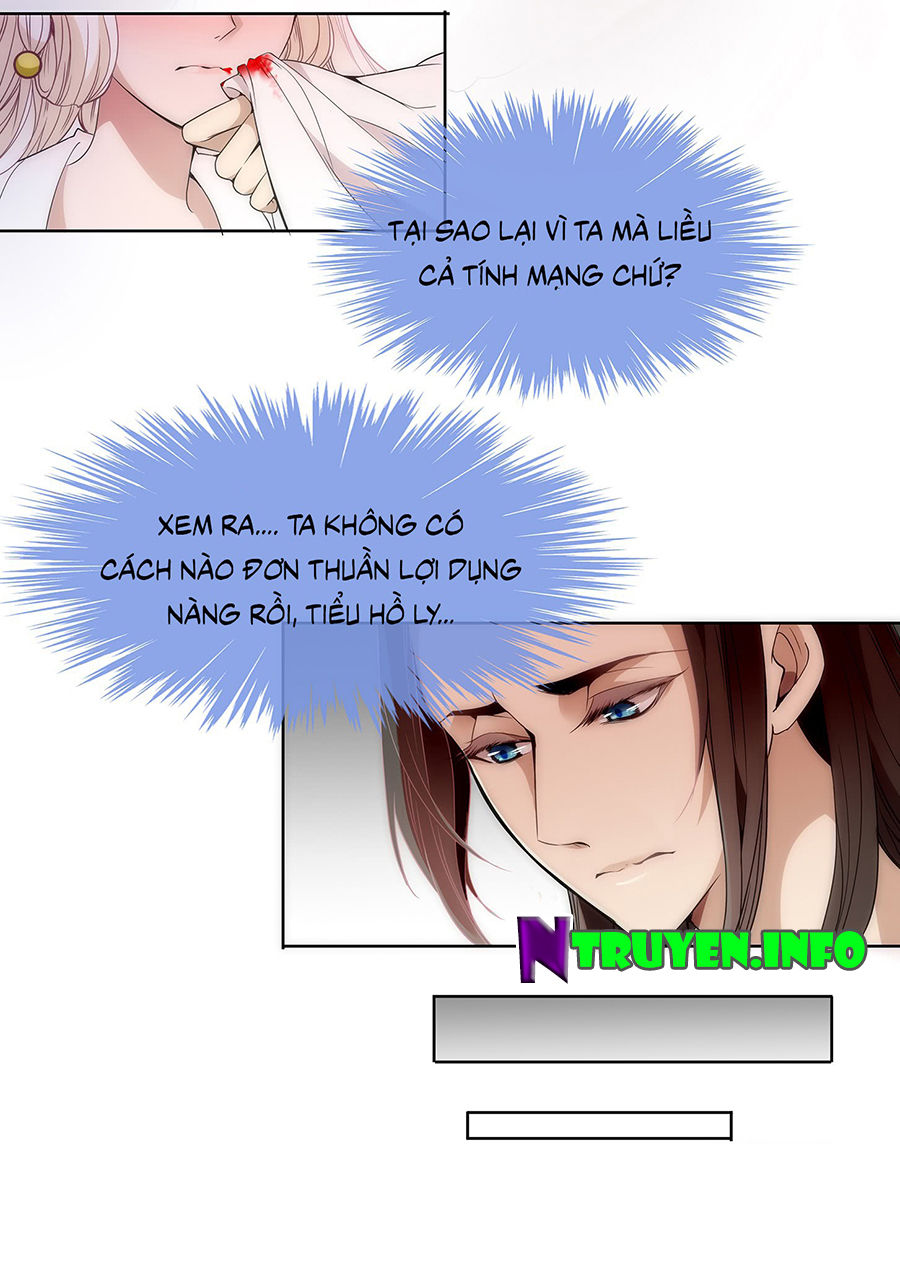 TẠI SAO LẠI VÌ TA MÀ LIỀU
CẢ TÍNH MẠNG CHỨ?
XEM RA.... TA KHÔNG CÓ
CÁCH NÀO ĐƠN THUẦN LỢI DỤNG
NÀNG RỒI, TIỂU HỒ LY...
NTRUYEN.INFO